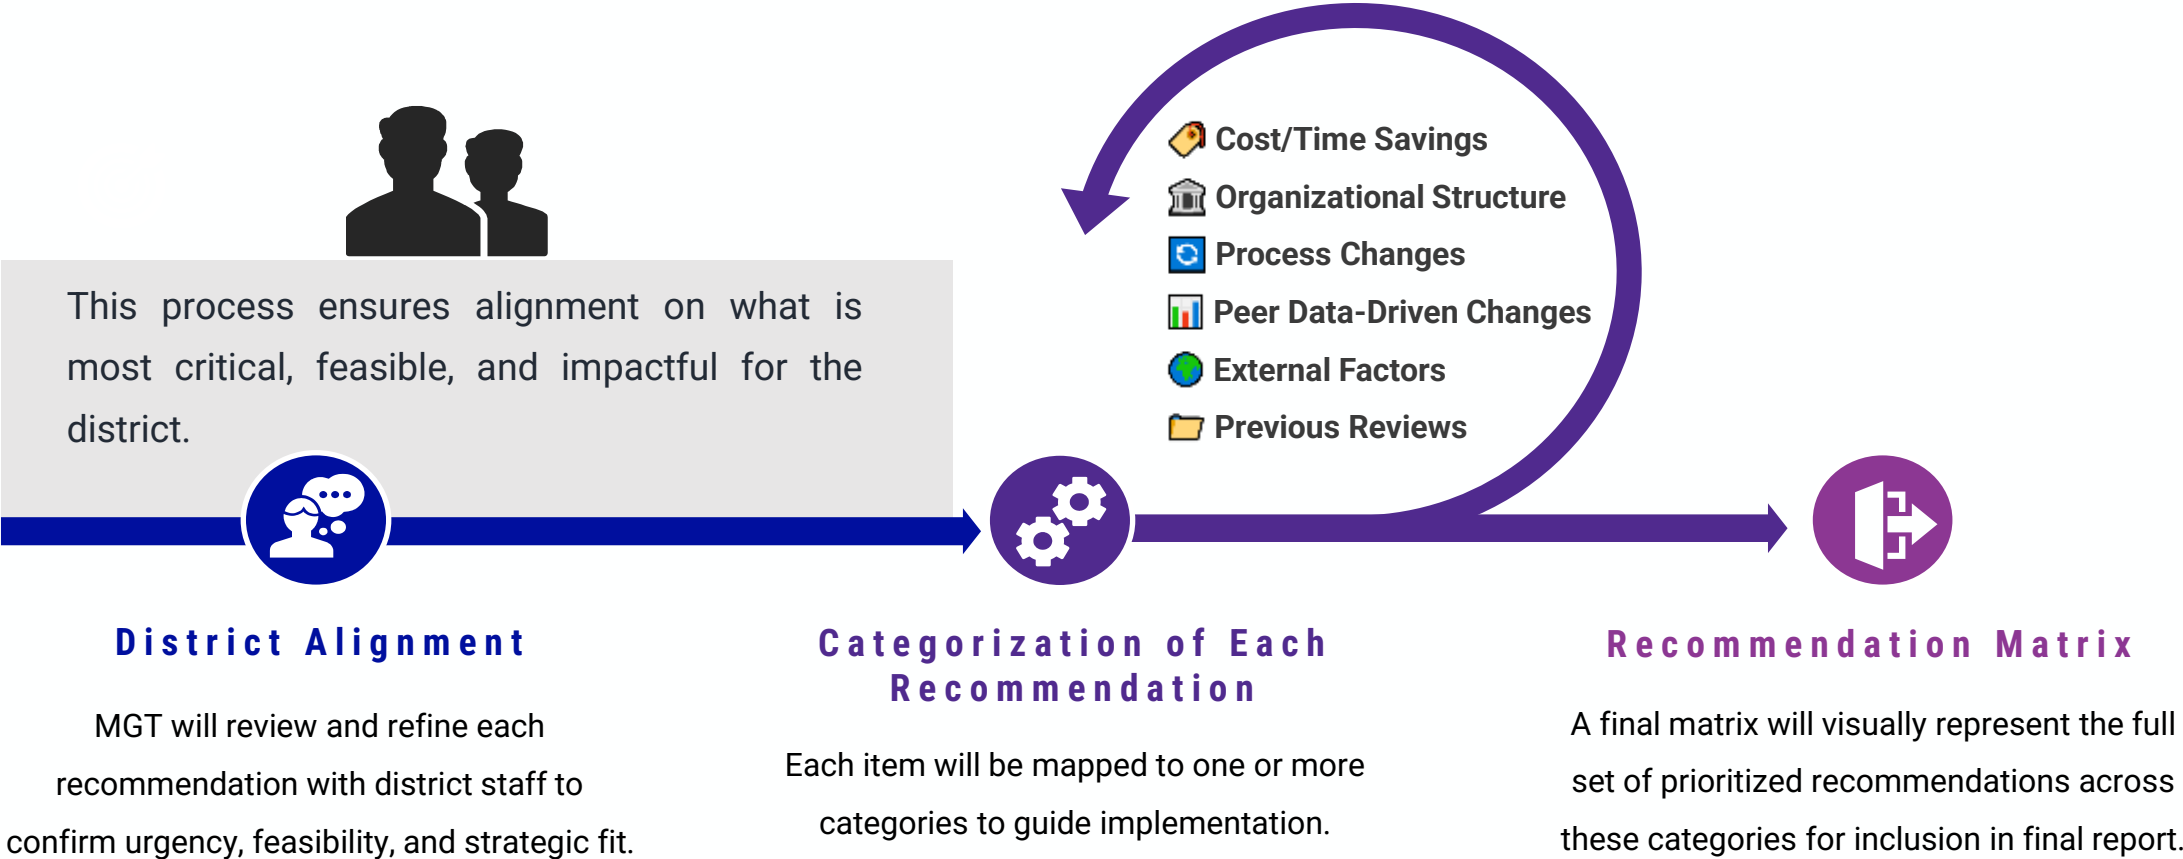 This process ensures alignment on what is
most critical, feasible, and impactful for the
district.
Cost/Time Savings
Organizational Structure
Process Changes
Peer Data-Driven Changes
External Factors
Previous Reviews
District Alignment
MGT will review and refine each
recommendation with district staff to
confirm urgency, feasibility, and strategic fit.
Categorization of Each
Recommendation
Each item will be mapped to one or more
categories to guide implementation.
Recommendation Matrix
A final matrix will visually represent the full
set of prioritized recommendations across
these categories for inclusion in final report.